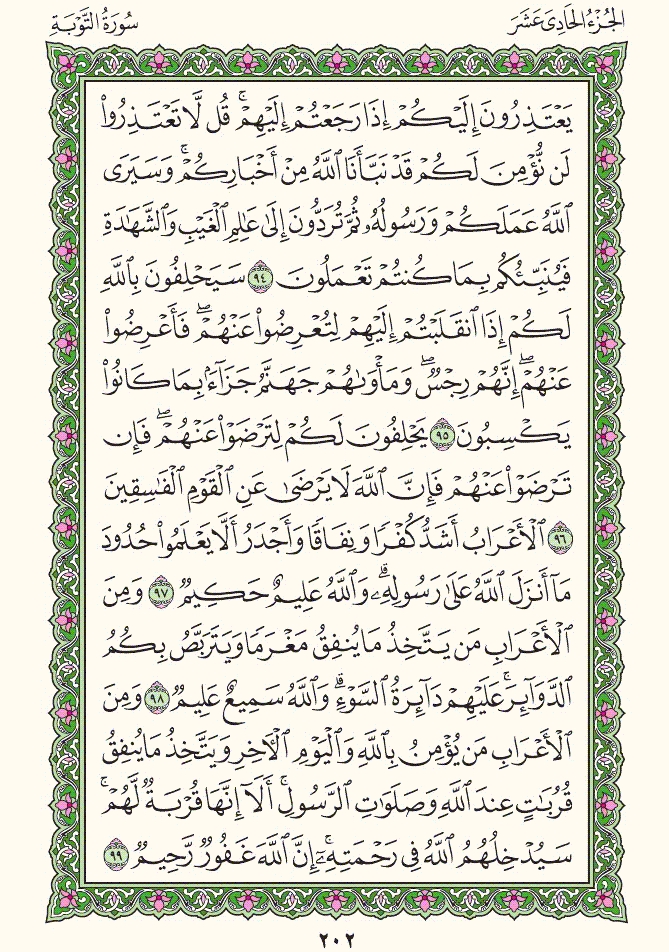 الجُزْءُ الحَادِىَ عَشَرَ
سُورَةُ التَّوْبَةِ
يَعْتَذِرُونَ إِلَيْكُمْ إِذَا رَجَعْتُمْ إِلَيْهِمْ ۚ قُل لَّا تَعْتَذِرُوا۟
لَن نُّؤْمِنَ لَكُمْ قَدْ نَبَّأَنَا ٱللَّهُ مِنْ أَخْبَارِكُمْ ۚ وَسَيَرَى
ٱللَّهُ عَمَلَكُمْ وَرَسُولُهُۥ ثُمَّ تُرَدُّونَ إِلَىٰ عَٰلِمِ ٱلْغَيْبِ وَٱلشَّهَٰدَةِ
فَيُنَبِّئُكُم بِمَا كُنتُمْ تَعْمَلُونَ ٩٤ سَيَحْلِفُونَ بِٱللَّهِ
لَكُمْ إِذَا ٱنقَلَبْتُمْ إِلَيْهِمْ لِتُعْرِضُوا۟ عَنْهُمْ ۖ فَأَعْرِضُوا۟
عَنْهُمْ ۖ إِنَّهُمْ رِجْسٌ ۖ وَمَأْوَىٰهُمْ جَهَنَّمُ جَزَآءًۢ بِمَا كَانُوا۟
يَكْسِبُونَ ٩٥ يَحْلِفُونَ لَكُمْ لِتَرْضَوْا۟ عَنْهُمْ ۖ فَإِن
تَرْضَوْا۟ عَنْهُمْ فَإِنَّ ٱللَّهَ لَا يَرْضَىٰ عَنِ ٱلْقَوْمِ ٱلْفَٰسِقِينَ
٩٦ ٱلْأَعْرَابُ أَشَدُّ كُفْرًا وَنِفَاقًا وَأَجْدَرُ أَلَّا يَعْلَمُوا۟ حُدُودَ
مَآ أَنزَلَ ٱللَّهُ عَلَىٰ رَسُولِهِۦ ۗ وَٱللَّهُ عَلِيمٌ حَكِيمٌ ٩٧ وَمِنَ
ٱلْأَعْرَابِ مَن يَتَّخِذُ مَا يُنفِقُ مَغْرَمًا وَيَتَرَبَّصُ بِكُمُ
ٱلدَّوَآئِرَ ۚ عَلَيْهِمْ دَآئِرَةُ ٱلسَّوْءِ ۗ وَٱللَّهُ سَمِيعٌ عَلِيمٌ ٩٨ وَمِنَ
ٱلْأَعْرَابِ مَن يُؤْمِنُ بِٱللَّهِ وَٱلْيَوْمِ ٱلْءَاخِرِ وَيَتَّخِذُ مَا يُنفِقُ
قُرُبَٰتٍ عِندَ ٱللَّهِ وَصَلَوَٰتِ ٱلرَّسُولِ ۚ أَلَآ إِنَّهَا قُرْبَةٌ لَّهُمْ ۚ
سَيُدْخِلُهُمُ ٱللَّهُ فِى رَحْمَتِهِۦٓ ۗ إِنَّ ٱللَّهَ غَفُورٌ رَّحِيمٌ ٩٩
٢٠٢